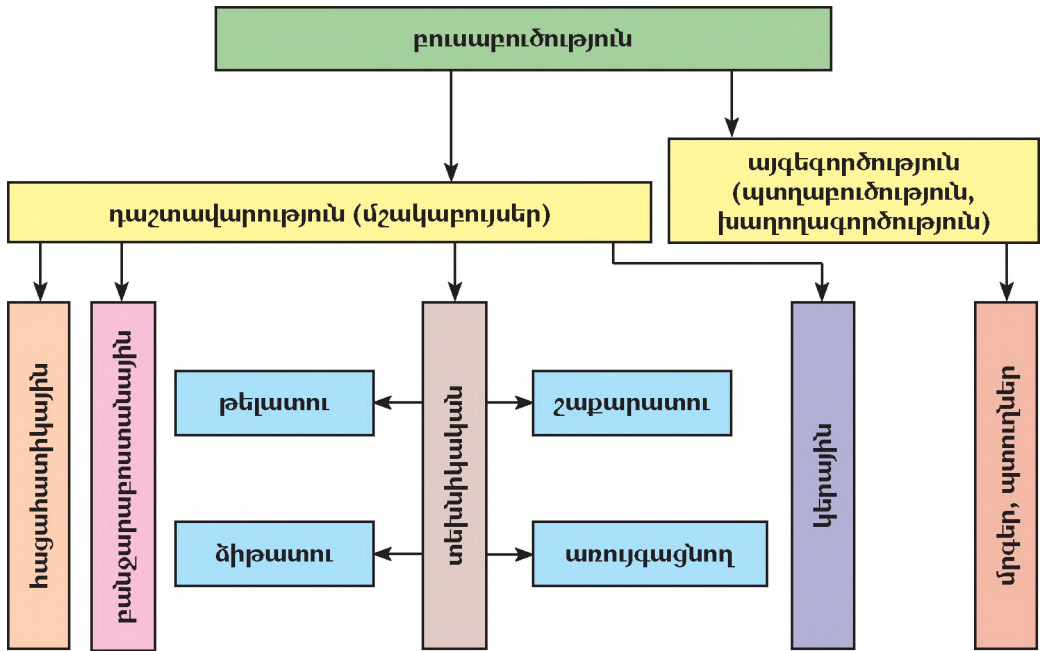 բուսաբուծություն
այգեգործություն
(պտղաբուծություն,
խաղողագործություն)
դաշտավարություն (մշակաբույսեր)
հացահատիկային
բանջարաբոստանային
թելատու
ձիթատու
տեխնիկական
շաքարատու
առույգացնող
կերային
մրգեր, պտուղներ